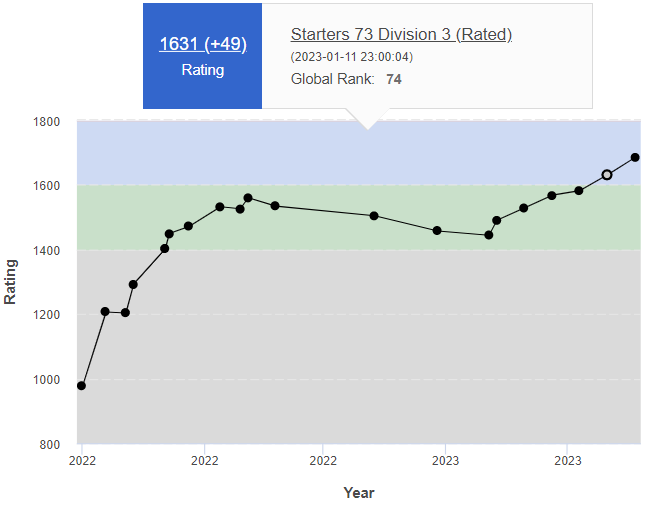 1631 (+49)
Rating
Starters 73 Division 3 (Rated)
(2023-01-11 23:00:04)
Global Rank: 74
1800
1600
1400
1200
1000
800
Rating
2022
2022
2022
2023
2023
Year